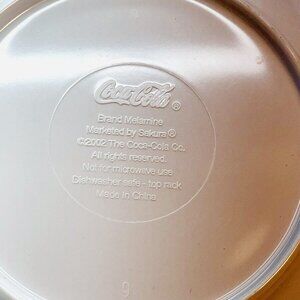 Coca-Cola ®
Brand Melamine
Marketed by Sakura ®
©2002 The Coca-Cola Co.
All rights reserved.
Not for microwave use
Dishwasher safe - top rack
Made in China
9